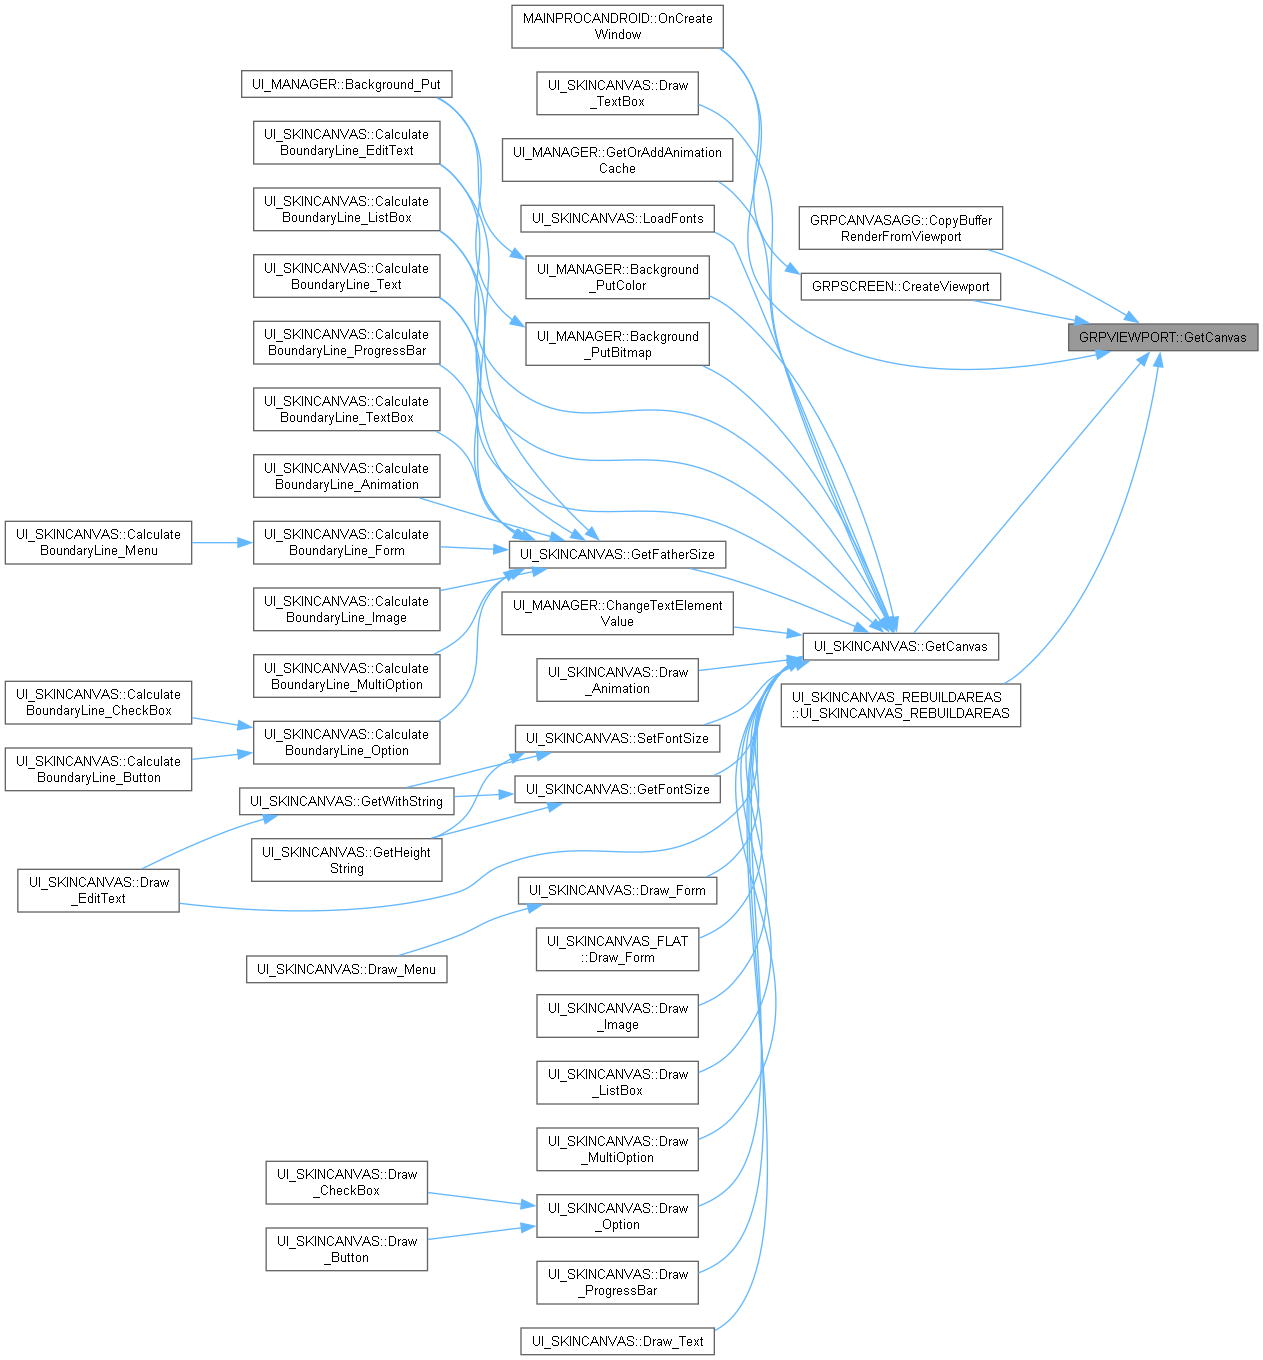 MAINPROCANDROID::OnCreate
Window
UI_MANAGER::Background_Put
UI_SKINCANVAS::Draw
_TextBox
UI_SKINCANVAS::Calculate
BoundaryLine_EditText
UI_MANAGER::GetOrAddAnimation
Cache
UI_SKINCANVAS::Calculate
BoundaryLine_ListBox
UI_SKINCANVAS::LoadFonts
GRPCANVASAGG::CopyBuffer
RenderFromViewport
UI_SKINCANVAS::Calculate
BoundaryLine_Text
UI_MANAGER::Background
_PutColor
GRPSCREEN::CreateViewport
UI_SKINCANVAS::Calculate
BoundaryLine_ProgressBar
UI_MANAGER::Background
_PutBitmap
GRPVIEWPORT::GetCanvas
UI_SKINCANVAS::Calculate
BoundaryLine_TextBox
UI_SKINCANVAS::Calculate
BoundaryLine_Animation
UI_SKINCANVAS::Calculate
BoundaryLine_Menu
UI_SKINCANVAS::Calculate
BoundaryLine_Form
UI_SKINCANVAS::GetFatherSize
UI_SKINCANVAS::Calculate
BoundaryLine_Image
UI_MANAGER::ChangeTextElement
Value
UI_SKINCANVAS::GetCanvas
UI_SKINCANVAS::Calculate
BoundaryLine_MultiOption
UI_SKINCANVAS::Draw
_Animation
UI_SKINCANVAS_REBUILDAREAS
::UI_SKINCANVAS_REBUILDAREAS
UI_SKINCANVAS::Calculate
BoundaryLine_CheckBox
UI_SKINCANVAS::Calculate
BoundaryLine_Option
UI_SKINCANVAS::SetFontSize
UI_SKINCANVAS::Calculate
BoundaryLine_Button
UI_SKINCANVAS::GetFontSize
UI_SKINCANVAS::GetWithString
UI_SKINCANVAS::GetHeight
String
UI_SKINCANVAS::Draw
_EditText
UI_SKINCANVAS::Draw_Form
UI_SKINCANVAS_FLAT
::Draw_Form
UI_SKINCANVAS::Draw_Menu
UI_SKINCANVAS::Draw
_Image
UI_SKINCANVAS::Draw
_ListBox
UI_SKINCANVAS::Draw
_MultiOption
UI_SKINCANVAS::Draw
_CheckBox
UI_SKINCANVAS::Draw
_Option
UI_SKINCANVAS::Draw
_Button
UI_SKINCANVAS::Draw
_ProgressBar
UI_SKINCANVAS::Draw_Text